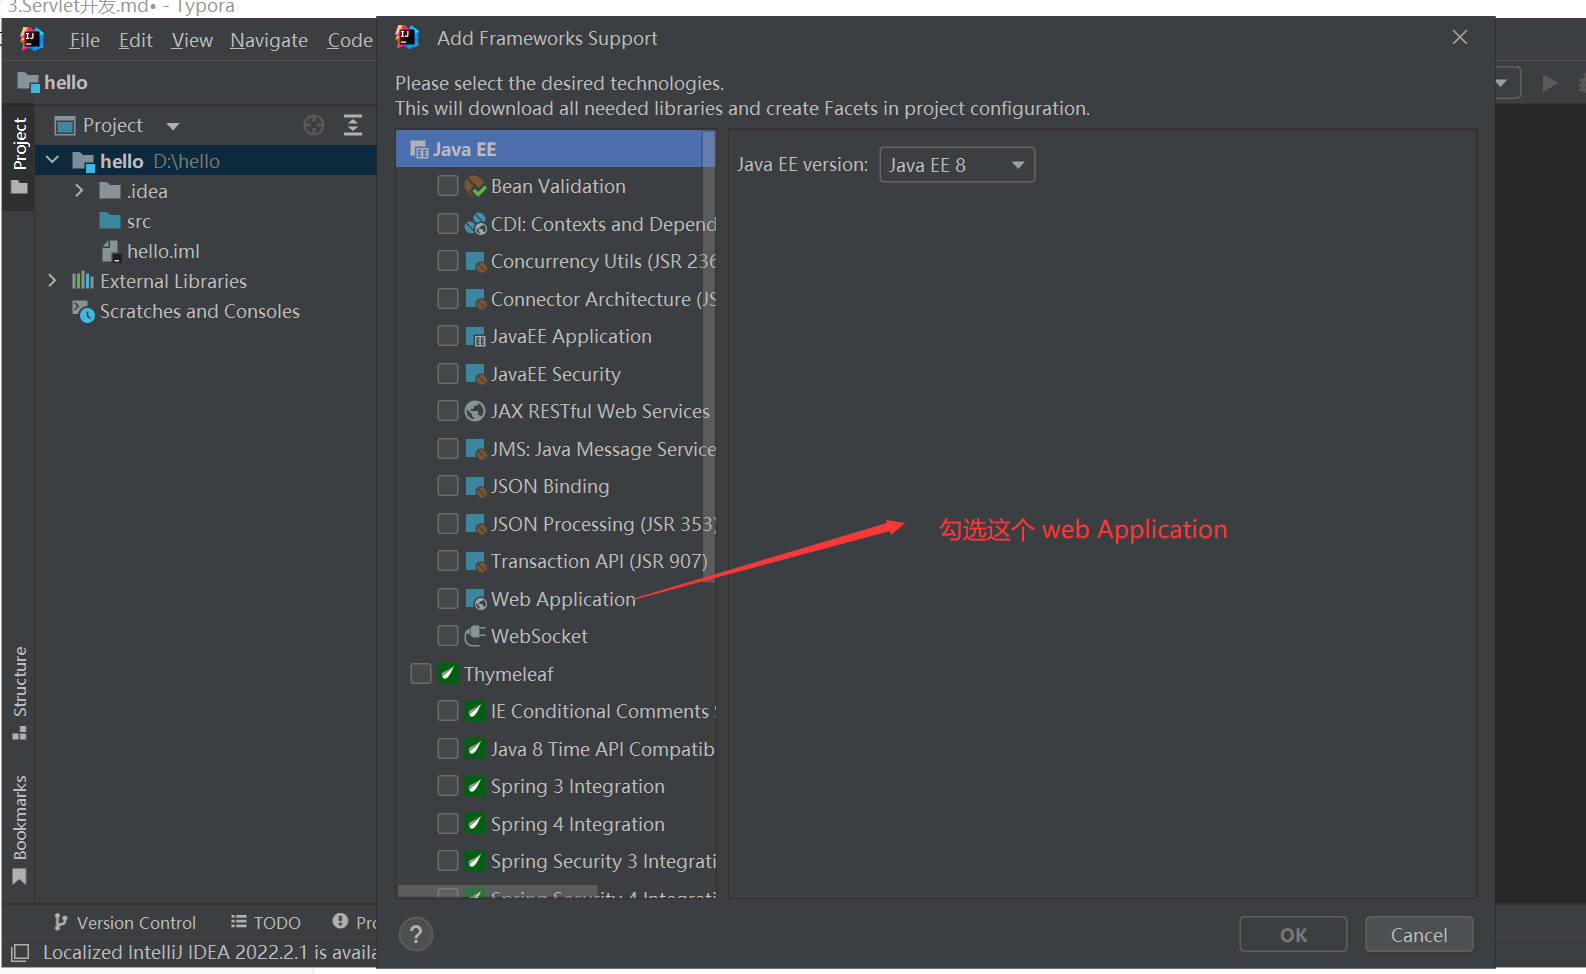 3.Servlet开发.md• - Typora
File Edit View Navigate Code
Add Frameworks Support
hello
Please select the desired technologies.
This will download all needed libraries and create Facets in project configuration.
Project
Project
hello D:\hello
.idea
src
hello.iml
External Libraries
Scratches and Consoles
Structure
Bookmarks
Java EE
Bean Validation
CDI: Contexts and Depend
Concurrency Utils (JSR 236
Connector Architecture (JS
JavaEE Application
JavaEE Security
JAX RESTful Web Services
JMS: Java Message Service
JSON Binding
JSON Processing (JSR 353)
Transaction API (JSR 907)
Web Application
WebSocket
Thymeleaf
IE Conditional Comments
Java 8 Time API Compatib
Spring 3 Integration
Spring 4 Integration
Spring Security 3 Integrati
Spring Security 4 Integrati
Java EE version: Java EE 8
勾选这个 web Application
Version Control TODO Pro
Localized IntelliJ IDEA 2022.2.1 is availa
?
OK Cancel